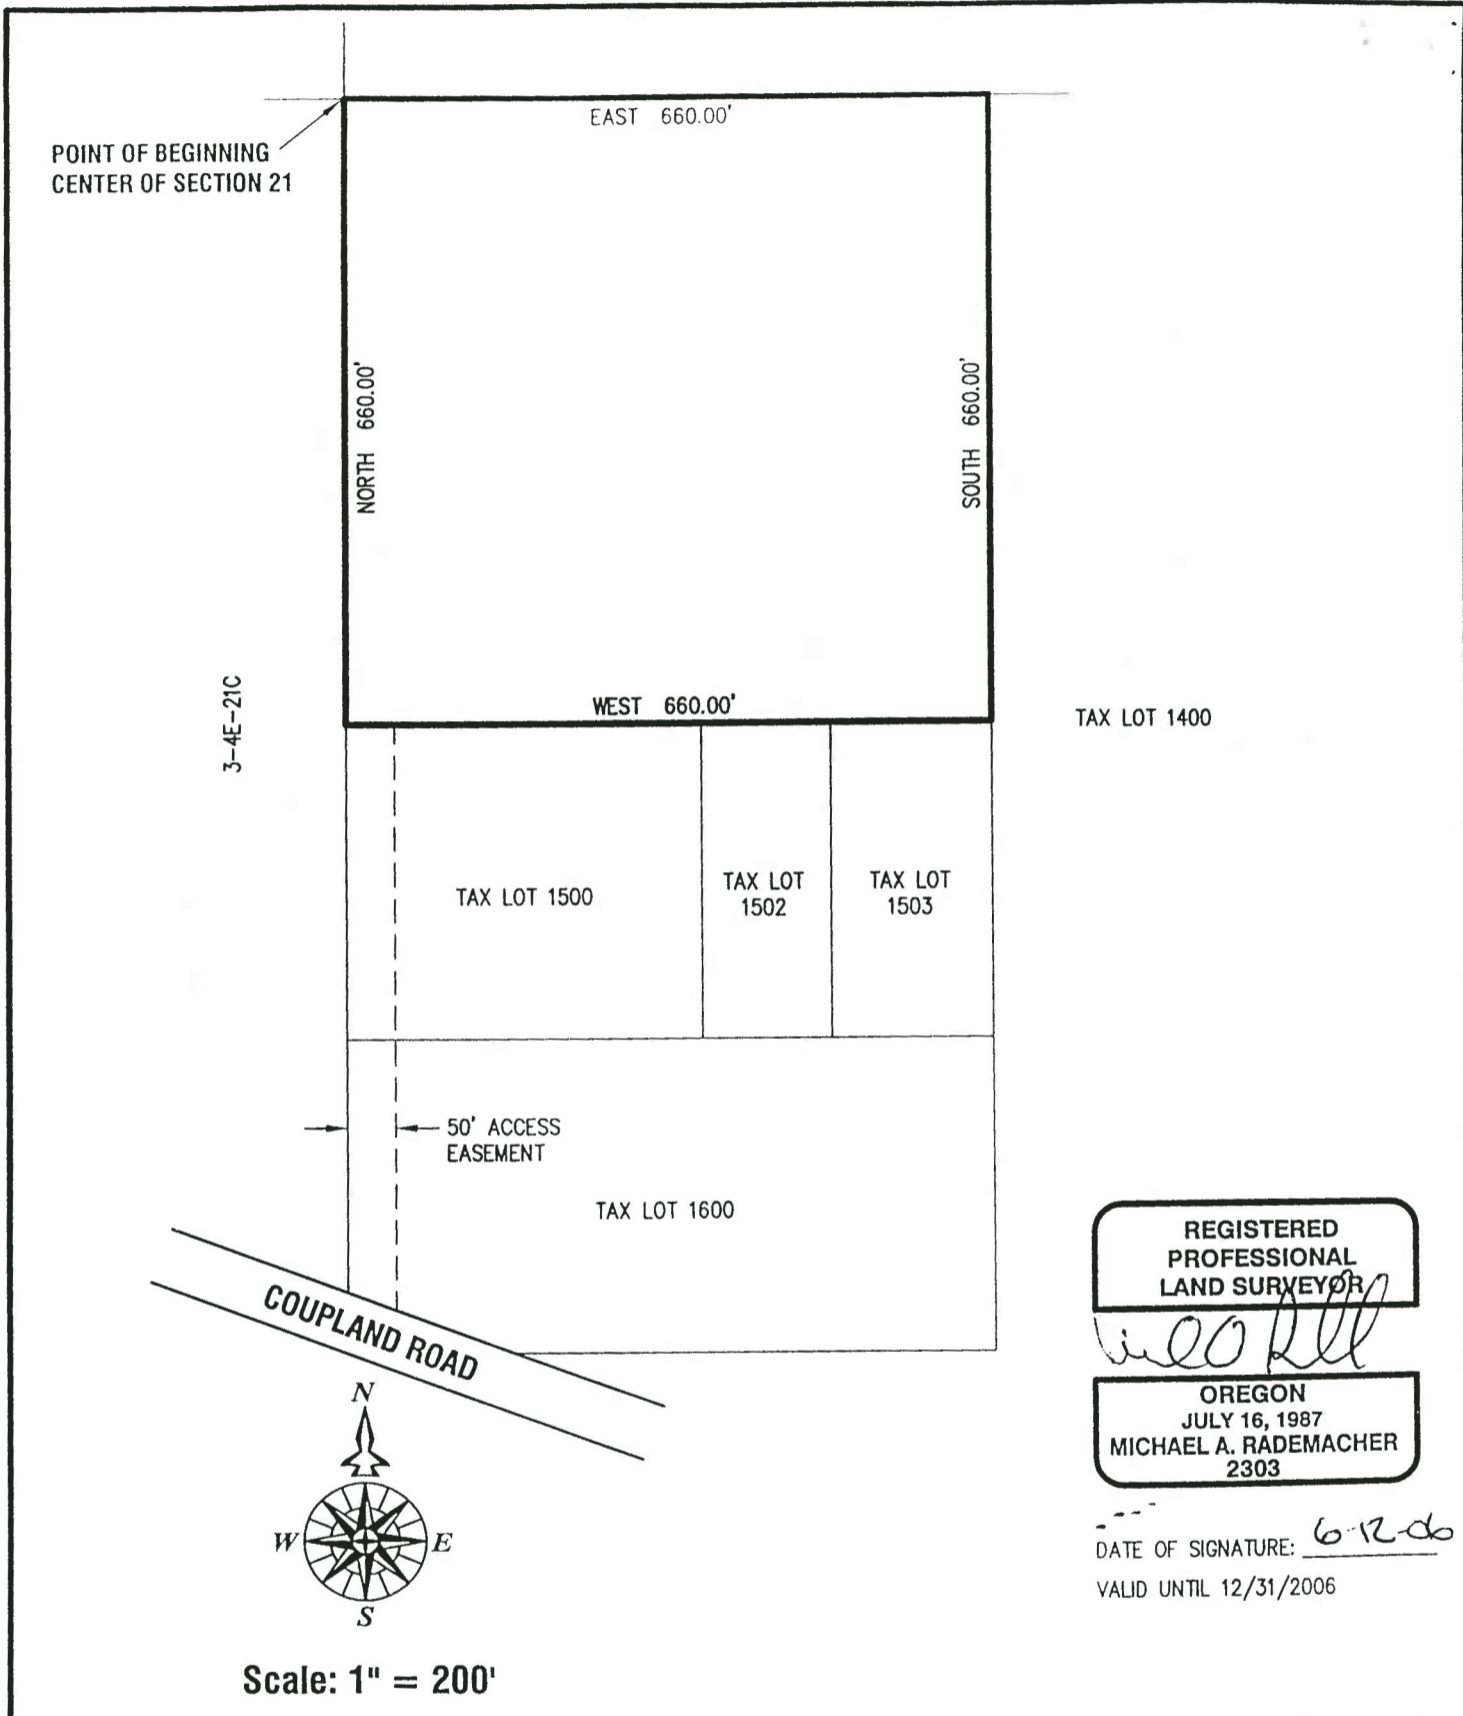 EAST 660.00'
POINT OF BEGINNING
CENTER OF SECTION 21
NORTH 660.00'
SOUTH 660.00'
3-4E-21C
WEST 660.00'
TAX LOT 1400
TAX LOT 1500
TAX LOT
1502
TAX LOT
1503
50' ACCESS
EASEMENT
TAX LOT 1600
COUPLAND ROAD
N
W
E
S
Scale: 1" = 200'
REGISTERED
PROFESSIONAL
LAND SURVEYOR
OREGON
JULY 16, 1987
MICHAEL A. RADEMACHER
2303
DATE OF SIGNATURE: 6-12-06
VALID UNTIL 12/31/2006